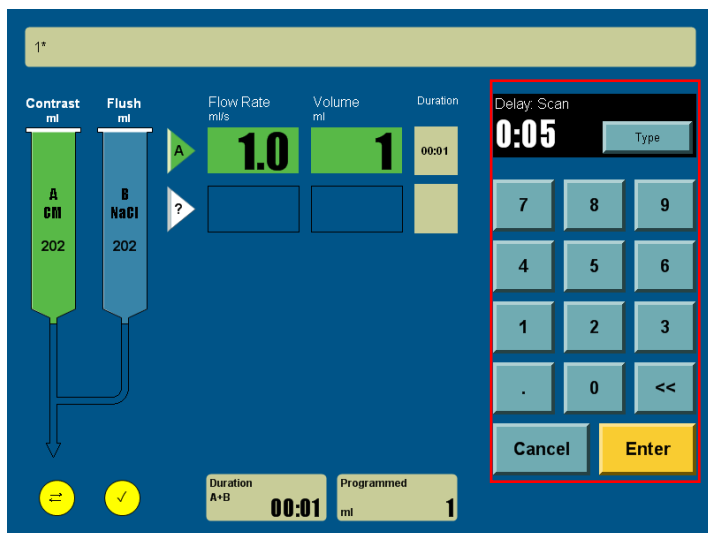 1*
Contrast
ml
Flush
ml
Flow Rate
ml/s
Volume
ml
Duration
A
CM
202
B
NaCl
202
A
1.0
1
00:01
?
Delay: Scan
0:05
Type
7
8
9
4
5
6
1
2
3
.
0
<<
Cancel
Enter
Duration
A+B
00:01
Programmed
ml
1